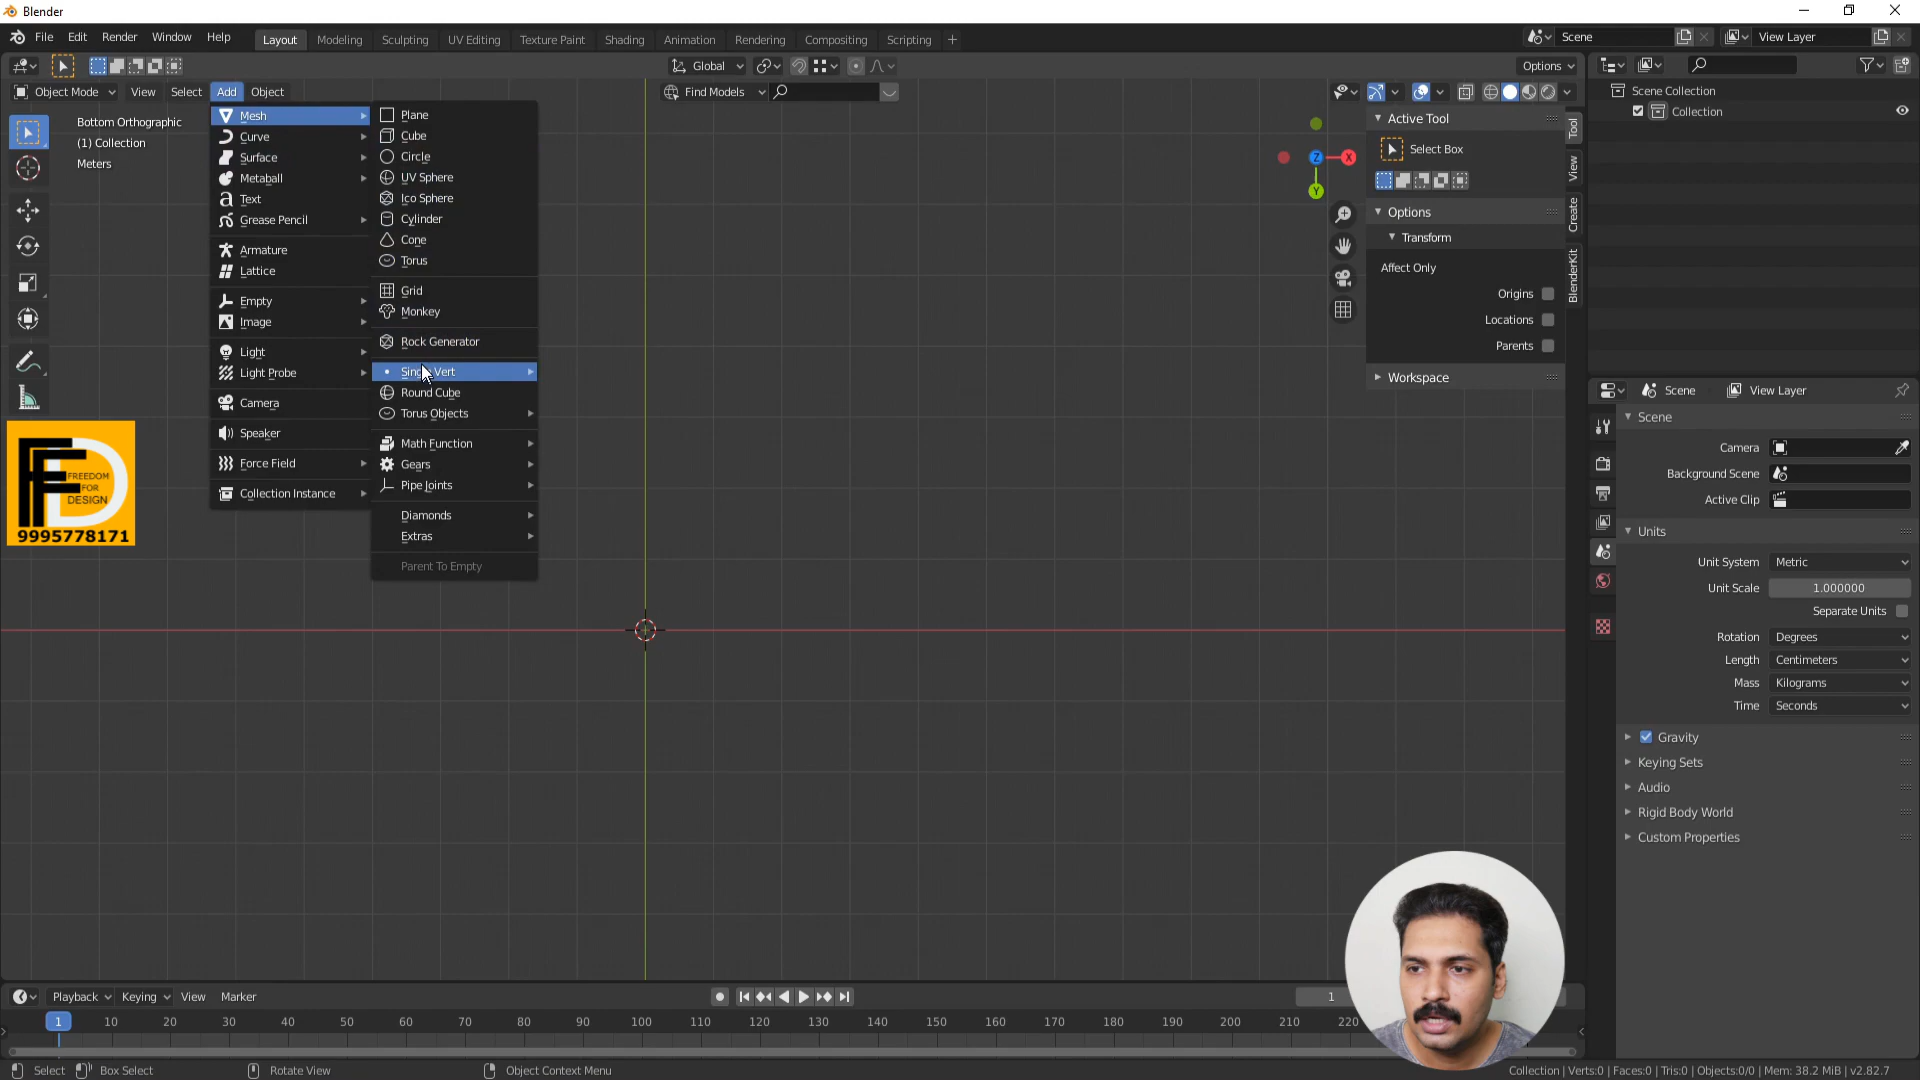 Blender
File Edit Render Window Help Layout Modeling Sculpting UV Editing Texture Paint Shading Animation Rendering Compositing Scripting + Scene View Layer
Global Options
Object Mode View Select Add Object Find Models
Bottom Orthographic
(1) Collection
Meters
Mesh
Curve
Surface
Metaball
Text
Grease Pencil
Armature
Lattice
Empty
Image
Light
Light Probe
Camera
Speaker
Force Field
Collection Instance
Plane
Cube
Circle
UV Sphere
Ico Sphere
Cylinder
Cone
Torus
Grid
Monkey
Rock Generator
Single Vert
Round Cube
Torus Objects
Math Function
Gears
Pipe Joints
Diamonds
Extras
Parent To Empty
FFD
FREEDOM
FOR
DESIGN
9995778171
X
Y
Z
Active Tool
Select Box
Options
Transform
Affect Only
Origins
Locations
Parents
Workspace
Tool
View
Create
BlenderKit
Scene Collection
Collection
Scene View Layer
Scene
Camera
Background Scene
Active Clip
Units
Unit System Metric
Unit Scale 1.000000
Separate Units
Rotation Degrees
Length Centimeters
Mass Kilograms
Time Seconds
Gravity
Keying Sets
Audio
Rigid Body World
Custom Properties
Playback Keying View Marker 1
1 10 20 30 40 50 60 70 80 90 100 110 120 130 140 150 160 170 180 190 200 210 220
Select Box Select Rotate View Object Context Menu Collection | Verts:0 | Faces:0 | Tris:0 | Objects:0/0 | Mem: 38.2 MiB | v2.82.7